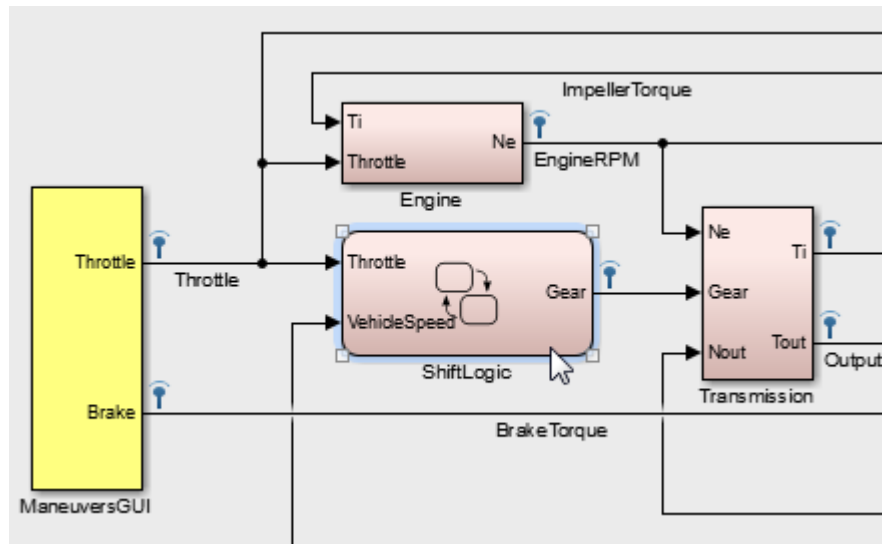 ImpellerTorque
Ti
Ne
Throttle
EngineRPM
Engine
Throttle
Throttle
Throttle
VehicleSpeed
Gear
ShiftLogic
Ne
Ti
Gear
Nout
Tout
Output
Transmission
Brake
BrakeTorque
ManeuversGUI